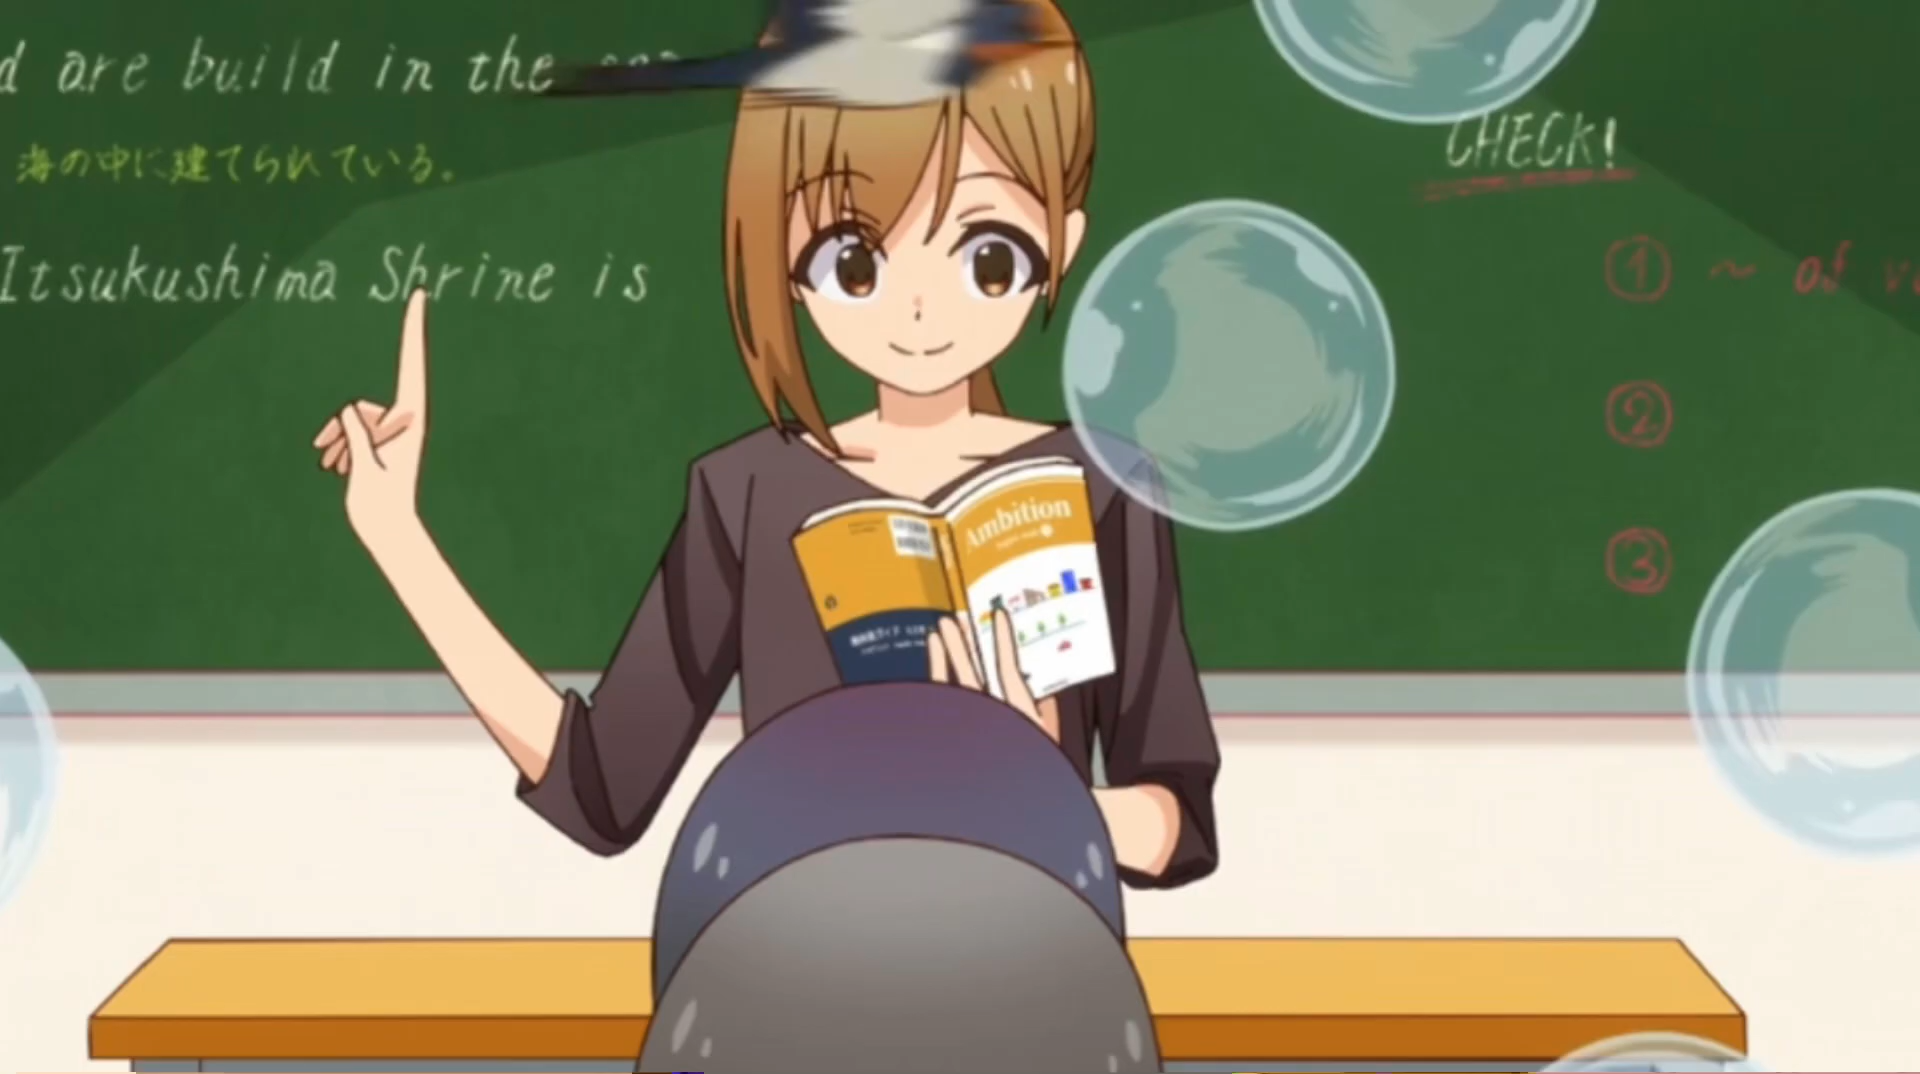 d are build in the
海の中に建てられている。
Itsukushima Shrine is
CHECK!
① ~ of
②
③
Ambition